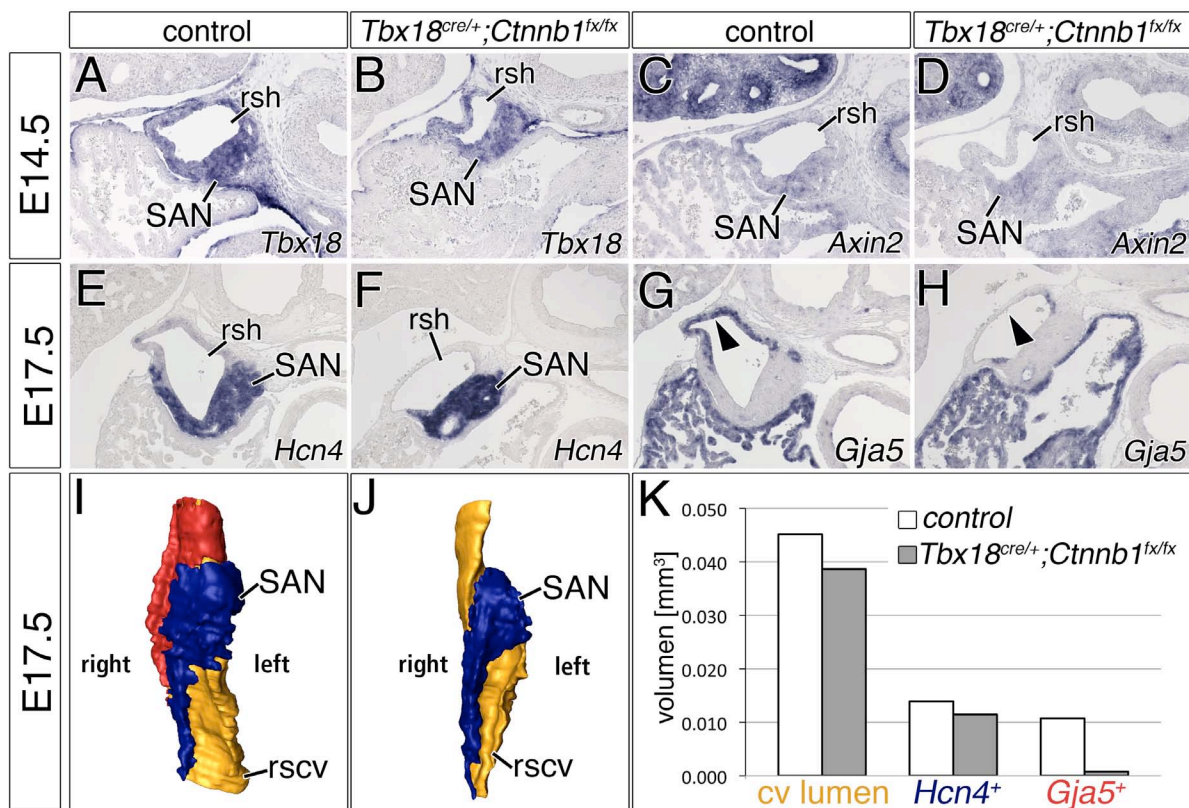 control
Tbx18cre/+;Ctnnb1fx/fx
control
Tbx18cre/+;Ctnnb1fx/fx
E14.5
A
rsh
SAN
Tbx18
B
rsh
SAN
Tbx18
C
rsh
SAN
Axin2
D
rsh
SAN
Axin2
E17.5
E
rsh
SAN
Hcn4
F
rsh
SAN
Hcn4
G
Gja5
H
Gja5
E17.5
I
SAN
right
left
rscv
J
SAN
right
left
rscv
K
volumen [mm³]
0.050
0.040
0.030
0.020
0.010
0.000
control
Tbx18cre/+;Ctnnb1fx/fx
cv lumen
Hcn4+
Gja5+